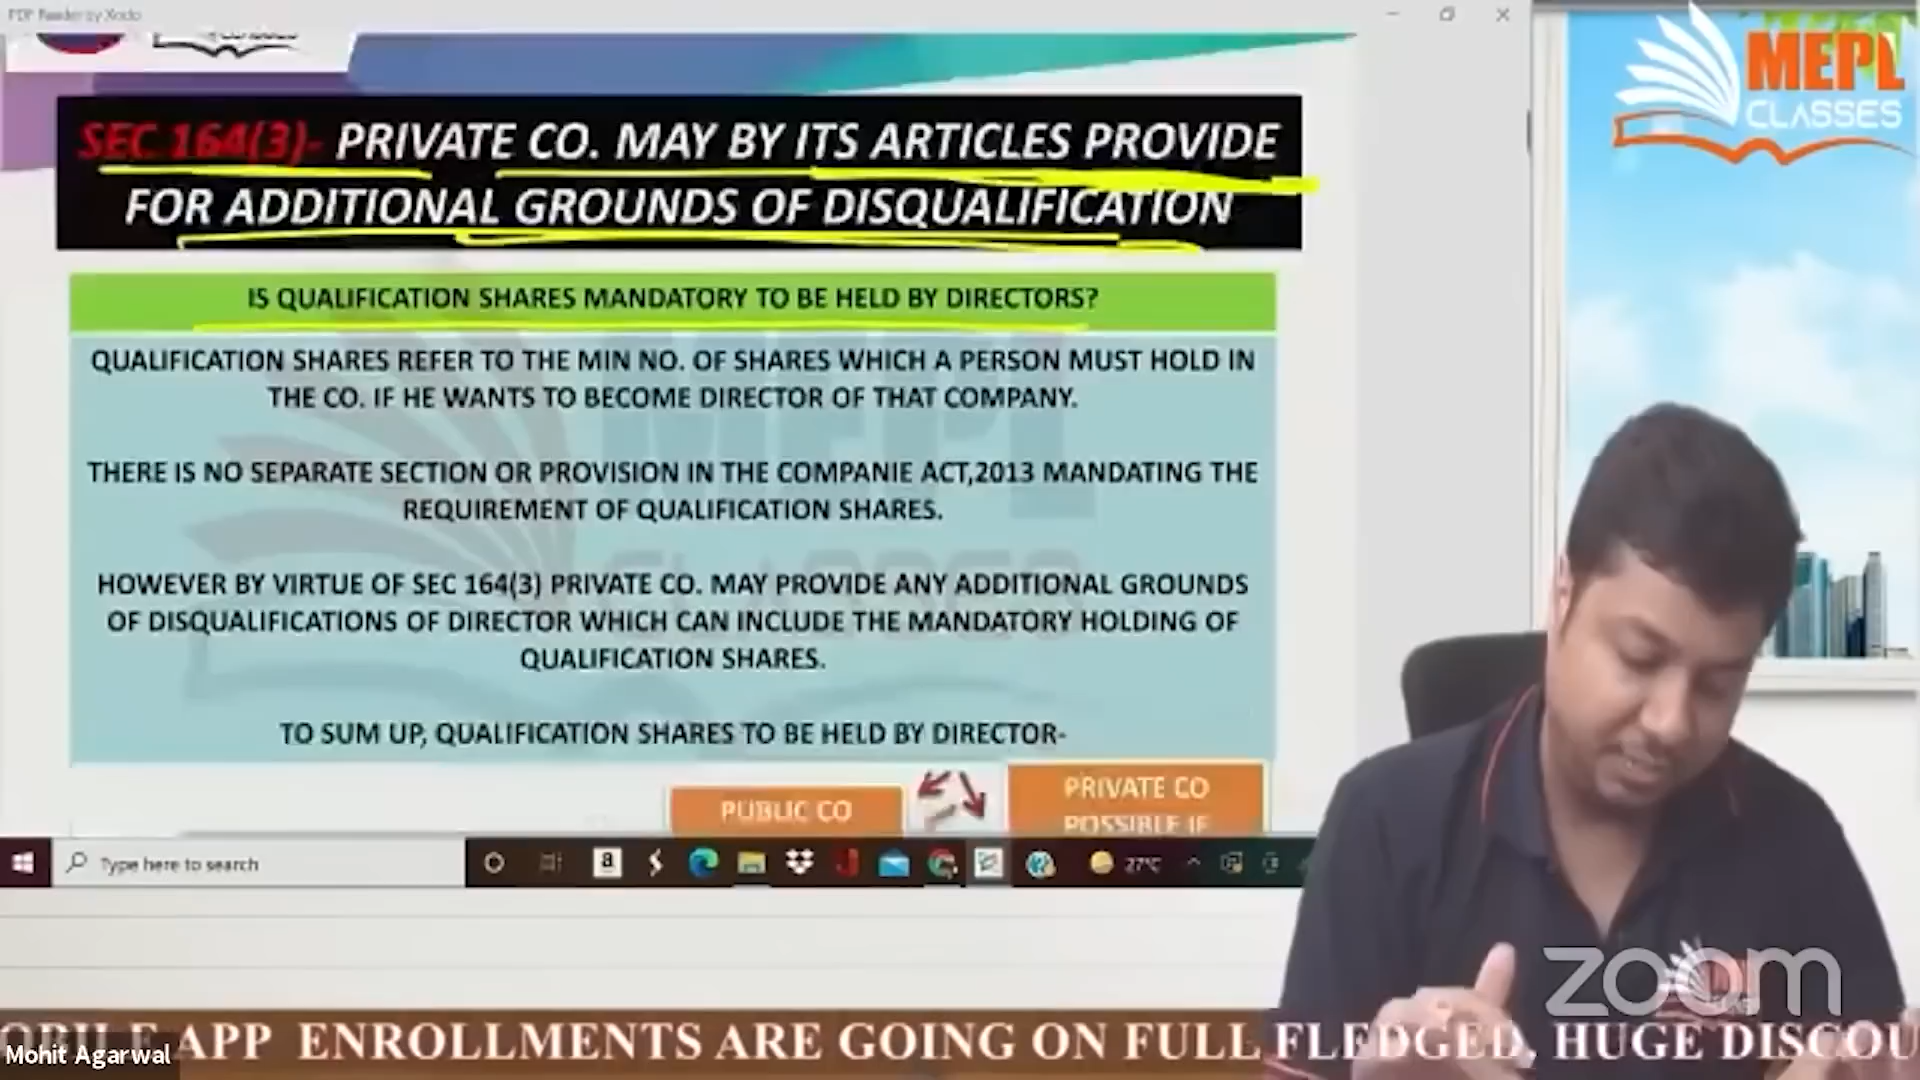 PDF Reader by Xodo
MEPL
CLASSES
SEC 164(3)- PRIVATE CO. MAY BY ITS ARTICLES PROVIDE
FOR ADDITIONAL GROUNDS OF DISQUALIFICATION
IS QUALIFICATION SHARES MANDATORY TO BE HELD BY DIRECTORS?
QUALIFICATION SHARES REFER TO THE MIN NO. OF SHARES WHICH A PERSON MUST HOLD IN
THE CO. IF HE WANTS TO BECOME DIRECTOR OF THAT COMPANY.
THERE IS NO SEPARATE SECTION OR PROVISION IN THE COMPANIE ACT,2013 MANDATING THE
REQUIREMENT OF QUALIFICATION SHARES.
HOWEVER BY VIRTUE OF SEC 164(3) PRIVATE CO. MAY PROVIDE ANY ADDITIONAL GROUNDS
OF DISQUALIFICATIONS OF DIRECTOR WHICH CAN INCLUDE THE MANDATORY HOLDING OF
QUALIFICATION SHARES.
TO SUM UP, QUALIFICATION SHARES TO BE HELD BY DIRECTOR-
PUBLIC CO
PRIVATE CO
POSSIBLE IF
Type here to search
27°C
zoom
APP ENROLLMENTS ARE GOING ON FULL FLEDGED, HUGE DISCOU
Mohit Agarwal